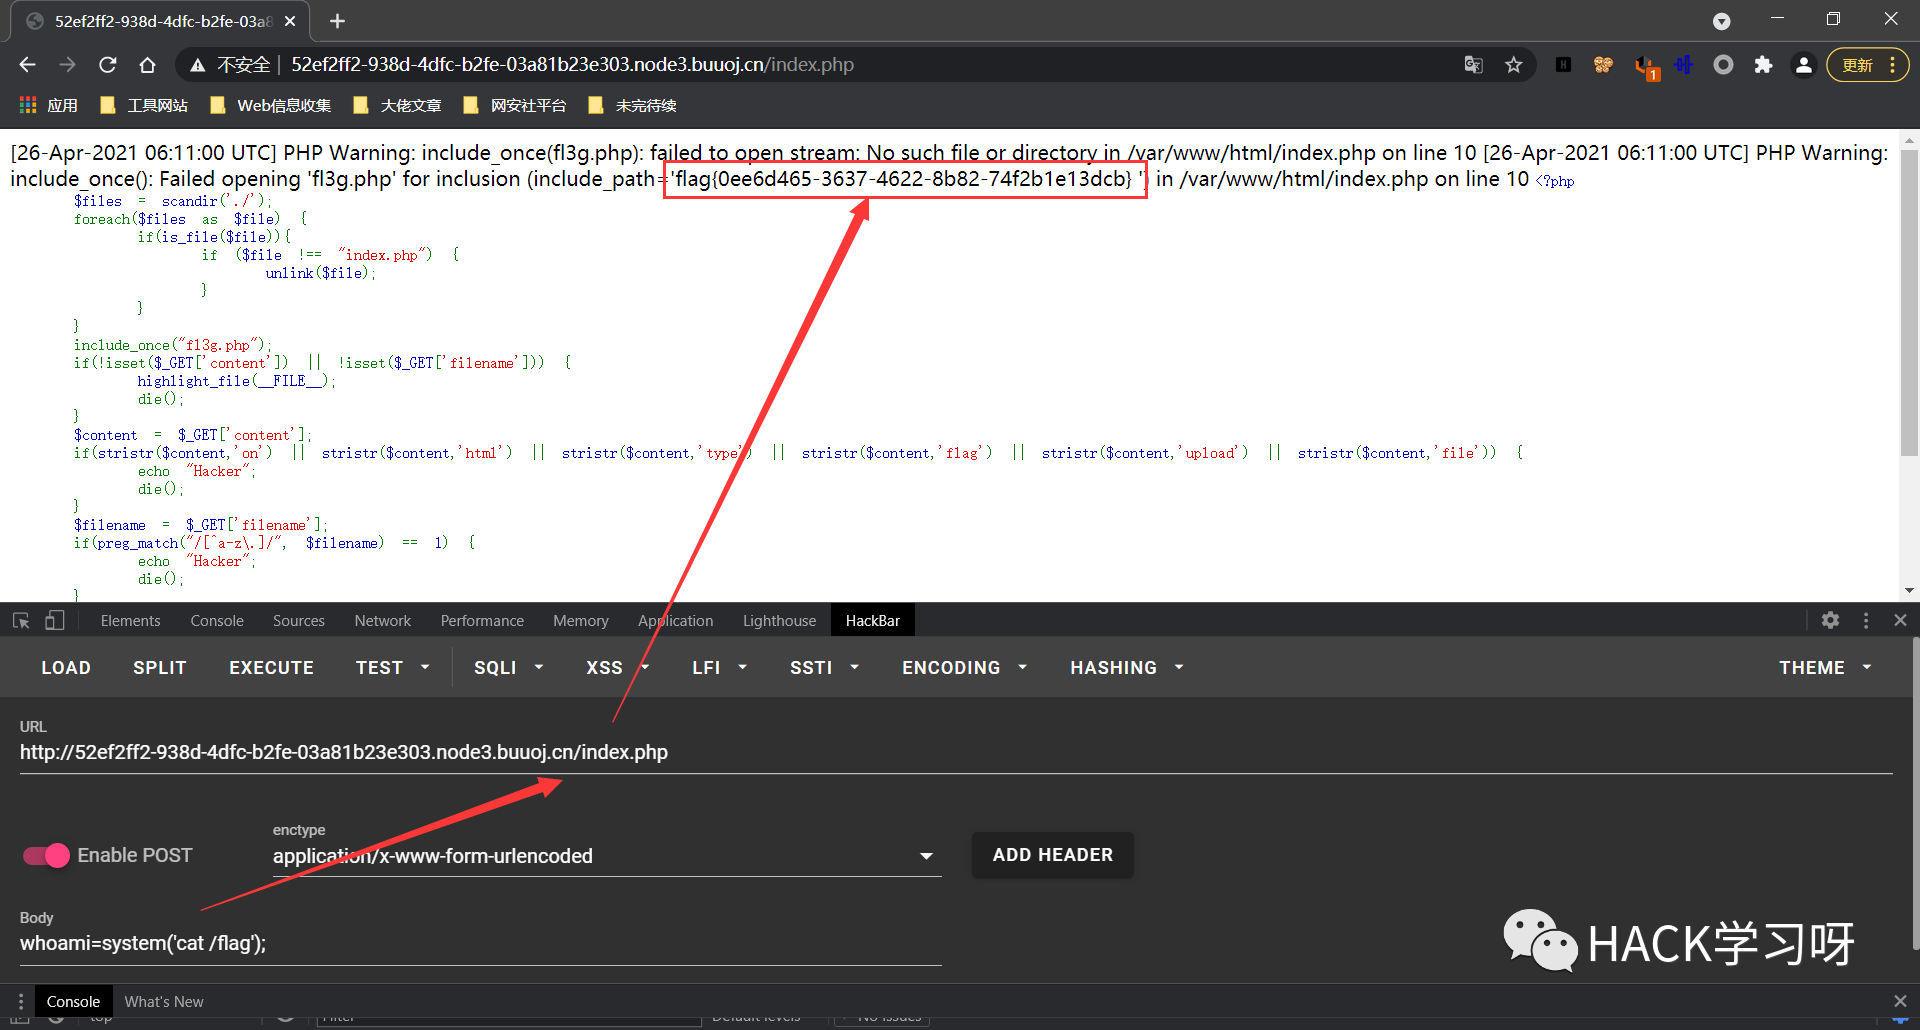 52ef2ff2-938d-4dfc-b2fe-03a8
不安全 | 52ef2ff2-938d-4dfc-b2fe-03a81b23e303.node3.buuoj.cn/index.php
1
更新
应用 工具网站 Web信息收集 大佬文章 网安社平台 未完待续
[26-Apr-2021 06:11:00 UTC] PHP Warning: include_once(fl3g.php): failed to open stream: No such file or directory in /var/www/html/index.php on line 10 [26-Apr-2021 06:11:00 UTC] PHP Warning:
include_once(): Failed opening 'fl3g.php' for inclusion (include_path='flag{0ee6d465-3637-4622-8b82-74f2b1e13dcb} ') in /var/www/html/index.php on line 10 <?php
$files = scandir('./');
foreach($files as $file) {
if(is_file($file)){
if ($file !== "index.php") {
unlink($file);
}
}
}
include_once("fl3g.php");
if(!isset($_GET['content']) || !isset($_GET['filename'])) {
highlight_file(__FILE__);
die();
}
$content = $_GET['content'];
if(stristr($content,'on') || stristr($content,'html') || stristr($content,'type') || stristr($content,'flag') || stristr($content,'upload') || stristr($content,'file')) {
echo "Hacker";
die();
}
$filename = $_GET['filename'];
if(preg_match("/[^a-z\.]/", $filename) == 1) {
echo "Hacker";
die();
}
Elements Console Sources Network Performance Memory Application Lighthouse HackBar
LOAD SPLIT EXECUTE TEST SQLI XSS LFI SSTI ENCODING HASHING THEME
URL
http://52ef2ff2-938d-4dfc-b2fe-03a81b23e303.node3.buuoj.cn/index.php
enctype
Enable POST application/x-www-form-urlencoded ADD HEADER
Body
whoami=system('cat /flag');
HACK学习呀
Console What's New
top Filter Default levels No Issues